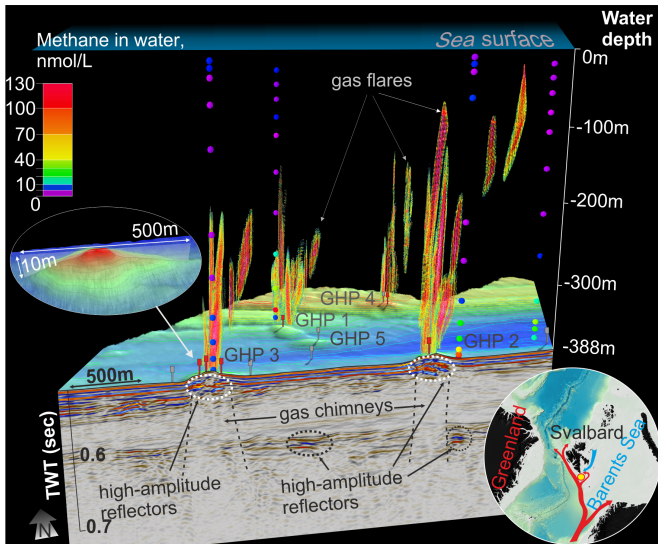 Methane in water,
nmol/L
Sea surface
Water
depth
0m
-100m
-200m
-300m
-388m
130
100
70
40
10
0
gas flares
500m
10m
GHP 4
GHP 1
GHP 5
GHP 3
GHP 2
500m
gas chimneys
TWT (sec)
0.6
0.7
high-amplitude
reflectors
high-amplitude
reflectors
N
Greenland
Svalbard
Barents Sea